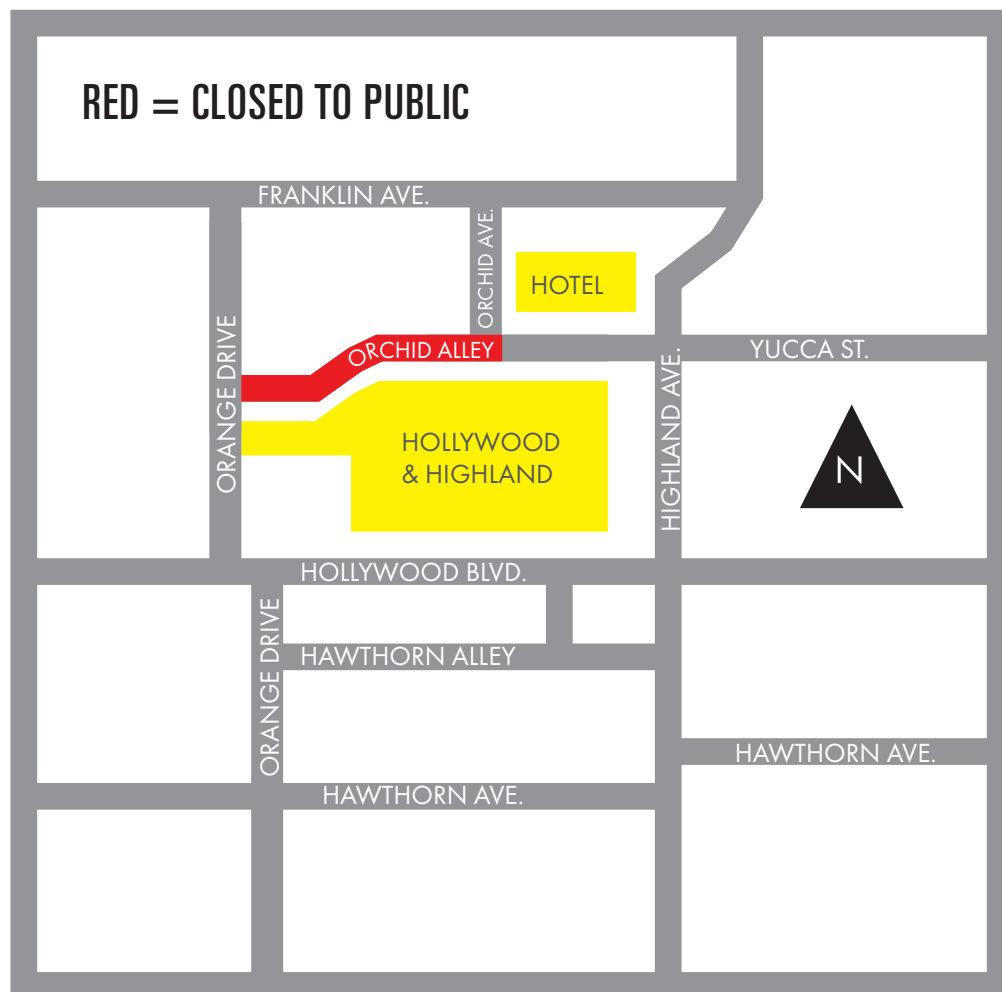 RED = CLOSED TO PUBLIC
FRANKLIN AVE.
ORCHID AVE.
HOTEL
ORANGE DRIVE
ORCHID ALLEY
YUCCA ST.
HIGHLAND AVE.
HOLLYWOOD
& HIGHLAND
N
HOLLYWOOD BLVD.
ORANGE DRIVE
HAWTHORN ALLEY
HAWTHORN AVE.
HAWTHORN AVE.